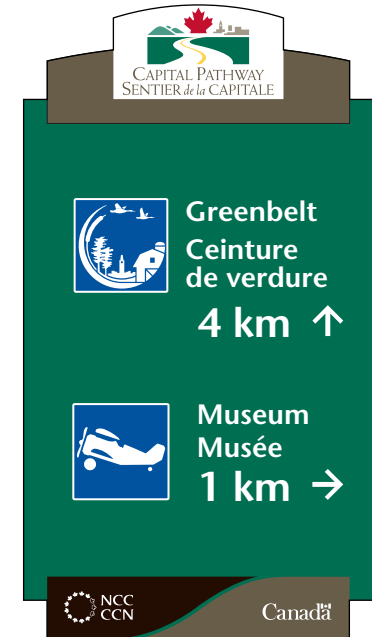 CAPITAL PATHWAY
SENTIER de la CAPITALE
Greenbelt
Ceinture
de verdure
4 km ↑
Museum
Musée
1 km →
NCC
CCN
Canada